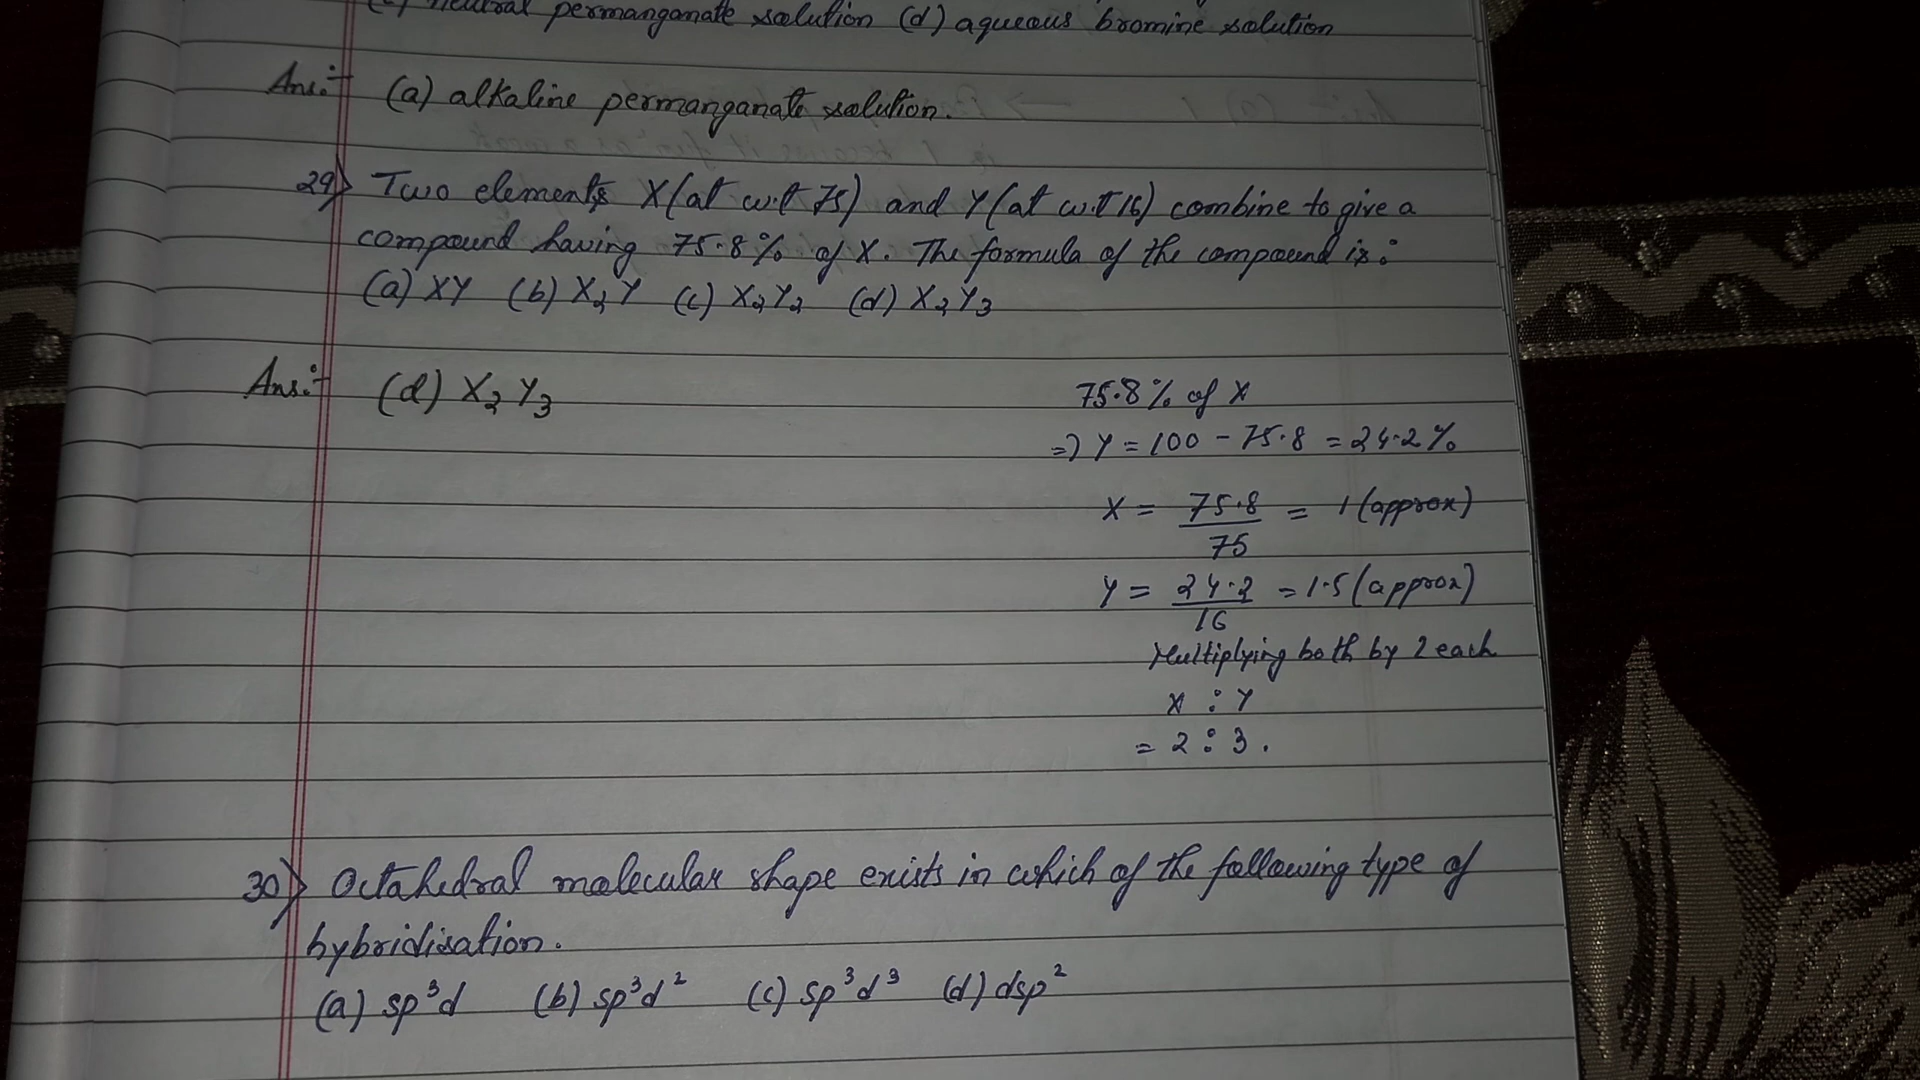 (c) neutral permanganate solution (d) aqueous bromine solution
Ans:- (a) alkaline permanganate solution.
29) Two elements X(at w.t 75) and Y(at w.t 16) combine to give a
compound having 75.8% of X. The formula of the compound is:
(a) XY (b) X₂Y (c) X₂Y₂ (d) X₂Y₃
Ans:- (d) X₂Y₃
75.8% of X
=> Y = 100 - 75.8 = 24.2%
X = 75.8/75 = 1 (approx)
Y = 24.2/16 = 1.5 (approx)
Multiplying both by 2 each
X : Y
= 2 : 3.
30) Octahedral molecular shape exists in which of the following type of
hybridisation.
(a) sp³d (b) sp³d² (c) sp³d³ (d) dsp²